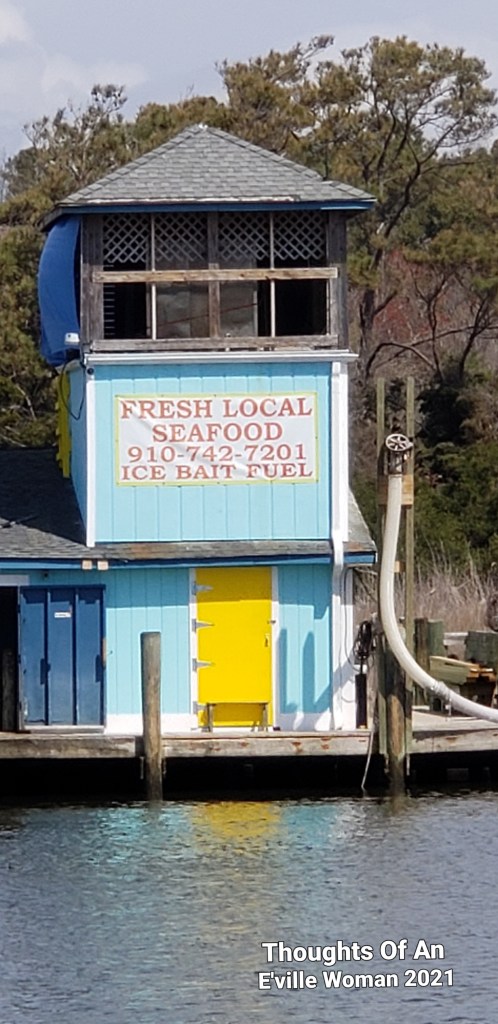 FRESH LOCAL
SEAFOOD
910-742-7201
ICE BAIT FUEL
Thoughts Of An
E'ville Woman 2021